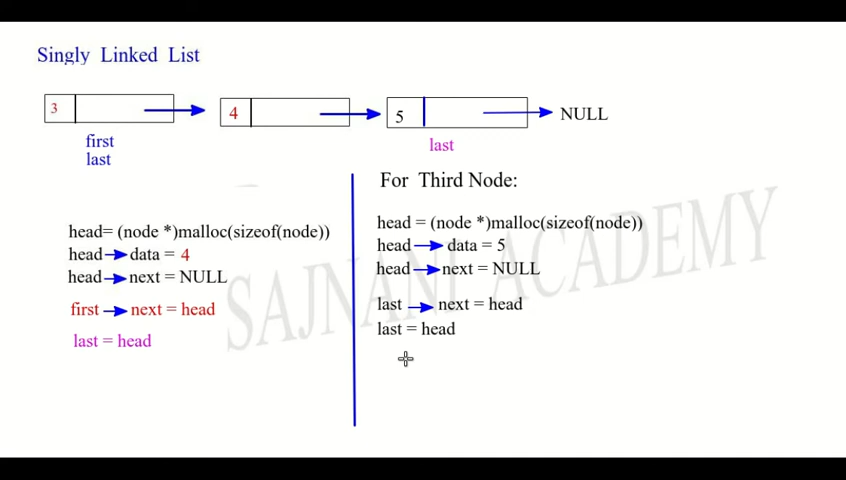 Singly Linked List
3
4
5
NULL
first
last
last
head= (node *)malloc(sizeof(node))
head data = 4
head next = NULL
first next = head
last = head
For Third Node:
head = (node *)malloc(sizeof(node))
head data = 5
head next = NULL
last next = head
last = head
SAJNANI ACADEMY